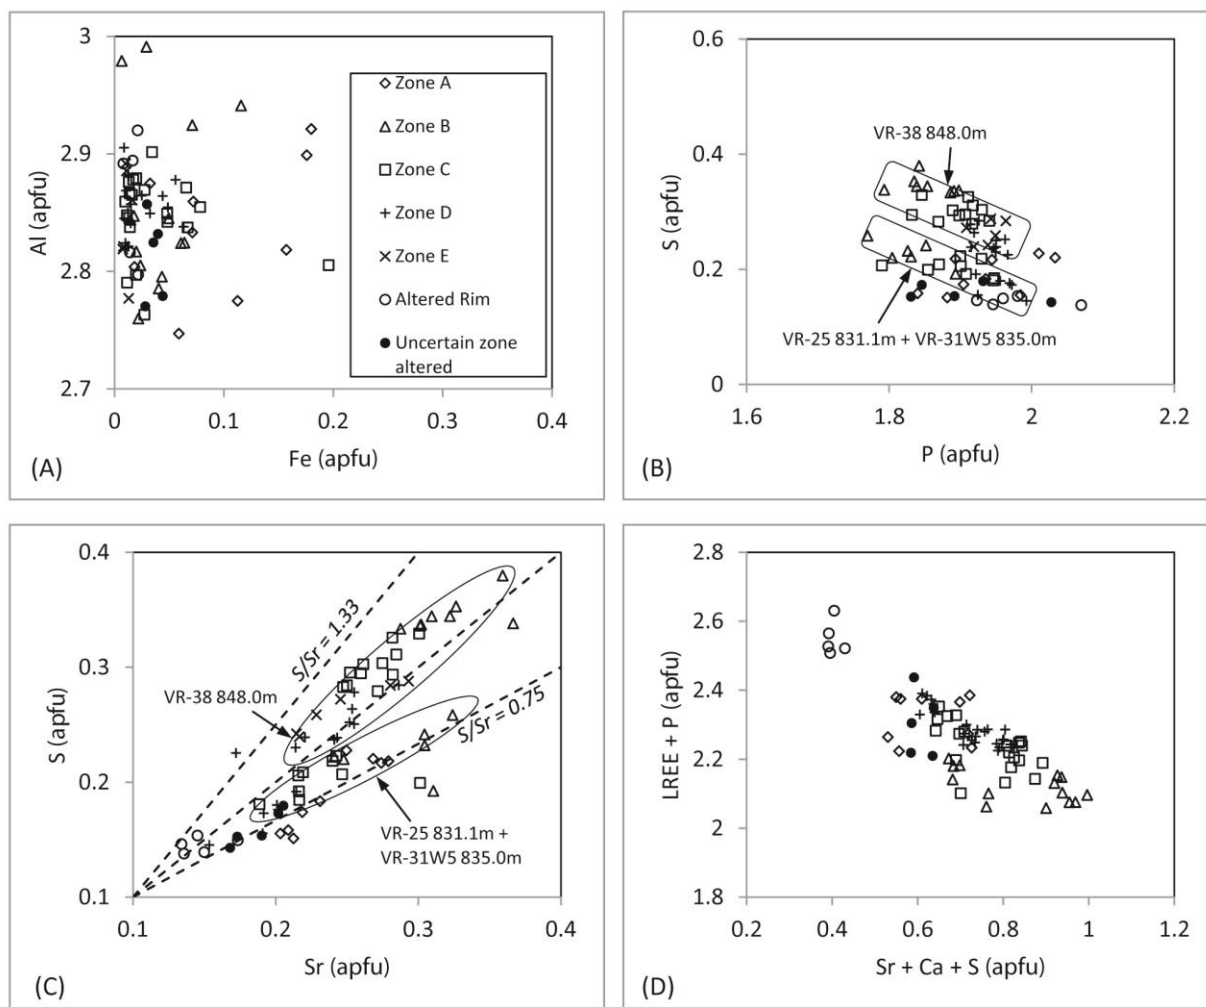 3
2.9
2.8
2.7
0
0.1
0.2
0.3
0.4
Al (apfu)
Fe (apfu)
Zone A
Zone B
Zone C
Zone D
Zone E
Altered Rim
Uncertain zone
altered
(A)
0.6
0.4
0.2
0
1.6
1.8
2
2.2
S (apfu)
P (apfu)
VR-38 848.0m
VR-25 831.1m + VR-31W5 835.0m
(B)
0.4
0.3
0.2
0.1
0.1
0.2
0.3
0.4
S (apfu)
Sr (apfu)
S/Sr = 1.33
S/Sr = 0.75
VR-38 848.0m
VR-25 831.1m +
VR-31W5 835.0m
(C)
2.8
2.6
2.4
2.2
2
1.8
0.2
0.4
0.6
0.8
1
1.2
LREE + P (apfu)
Sr + Ca + S (apfu)
(D)